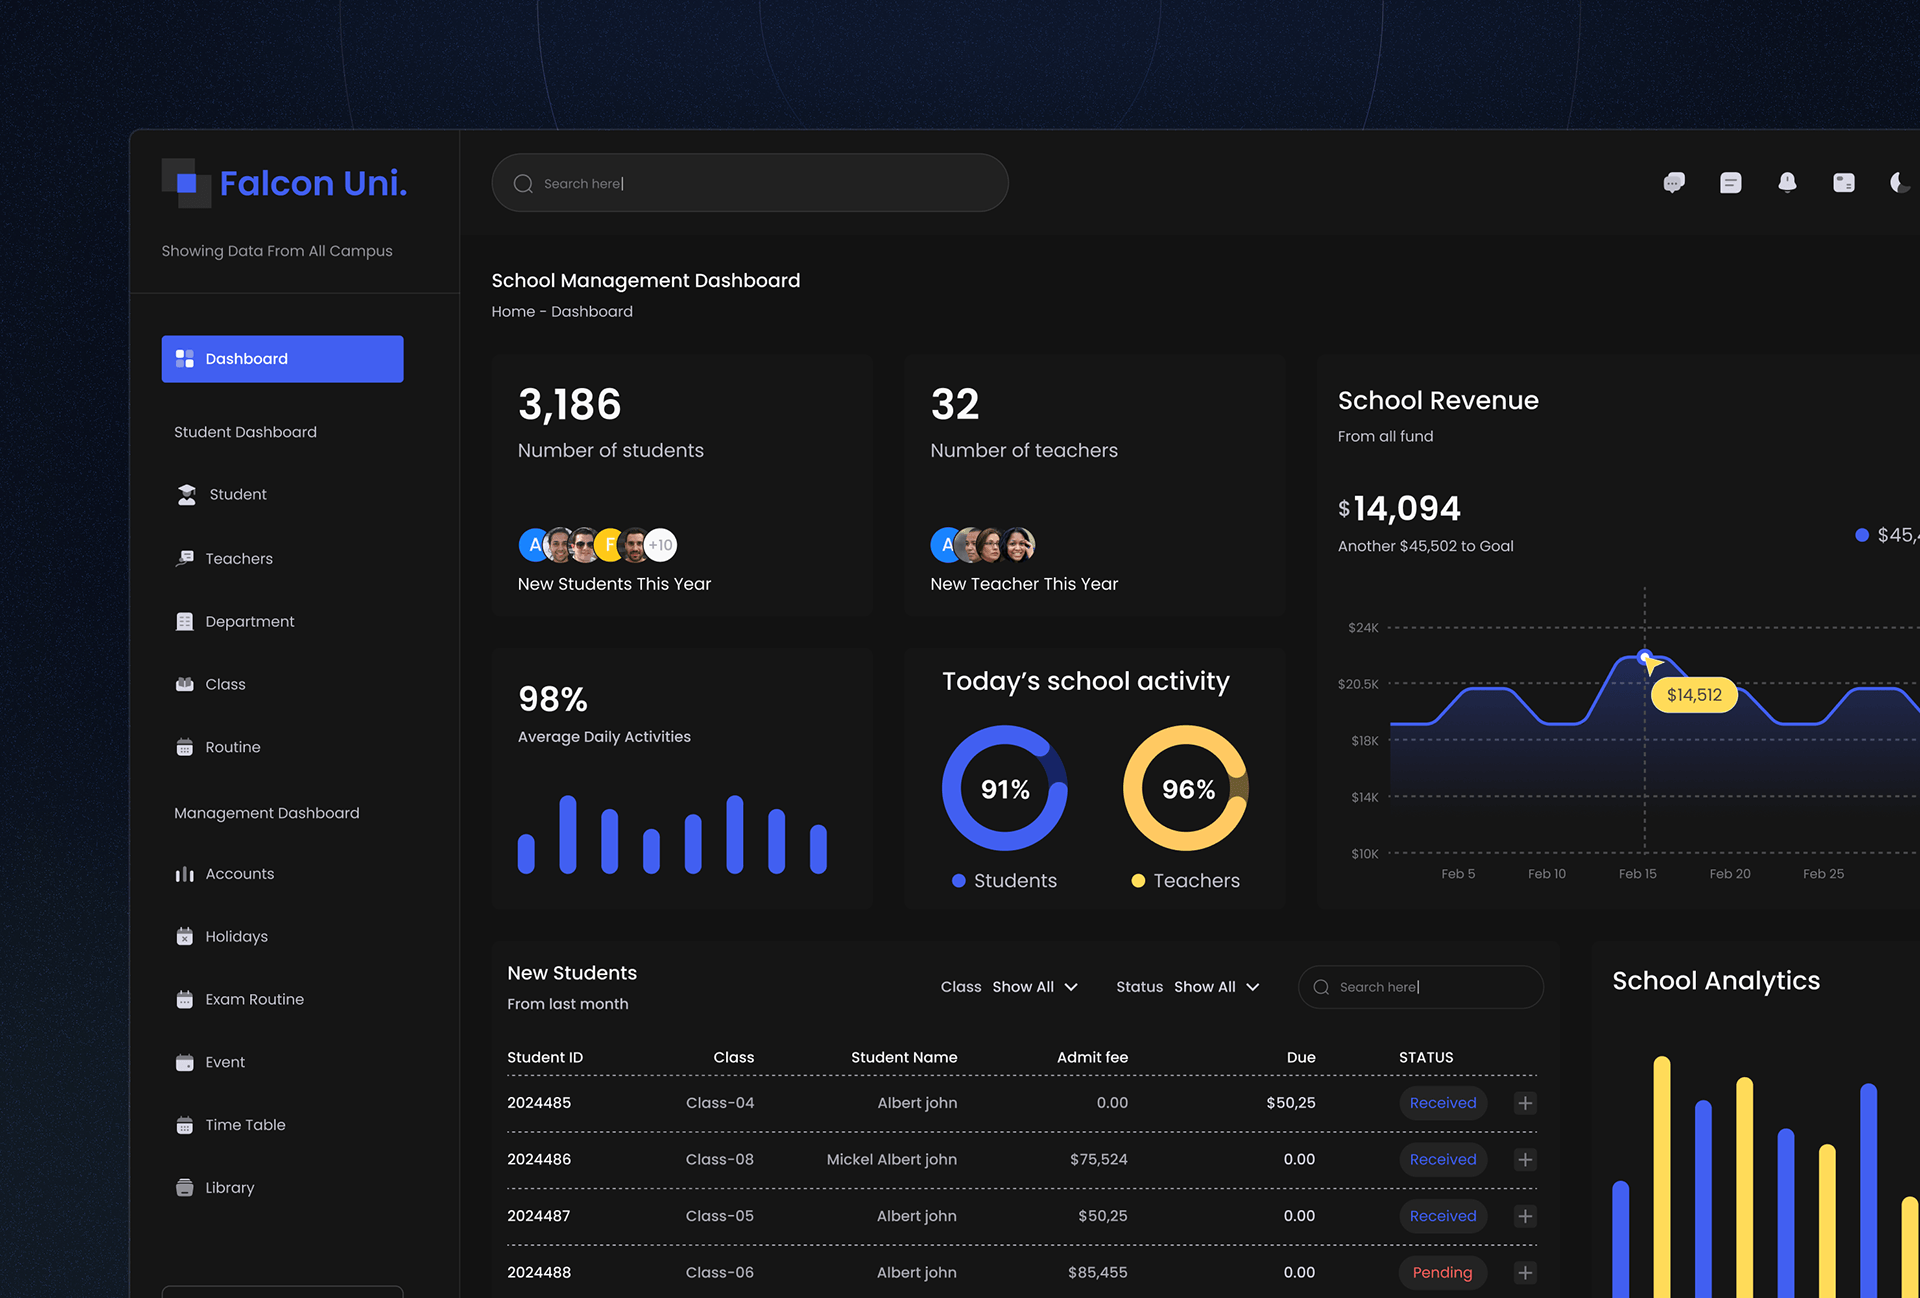 Falcon Uni.
Showing Data From All Campus
Dashboard
Student Dashboard
Student
Teachers
Department
Class
Routine
Management Dashboard
Accounts
Holidays
Exam Routine
Event
Time Table
Library
Search here
School Management Dashboard
Home - Dashboard
3,186
Number of students
A F +10
New Students This Year
32
Number of teachers
A
New Teacher This Year
School Revenue
From all fund
$14,094
Another $45,502 to Goal
$45,
$24K
$20.5K
$18K
$14K
$10K
$14,512
Feb 5 Feb 10 Feb 15 Feb 20 Feb 25
98%
Average Daily Activities
Today’s school activity
91% 96%
Students Teachers
New Students
From last month
Class Show All Status Show All Search here
Student ID Class Student Name Admit fee Due STATUS
2024485 Class-04 Albert john 0.00 $50,25 Received
2024486 Class-08 Mickel Albert john $75,524 0.00 Received
2024487 Class-05 Albert john $50,25 0.00 Received
2024488 Class-06 Albert john $85,455 0.00 Pending
School Analytics